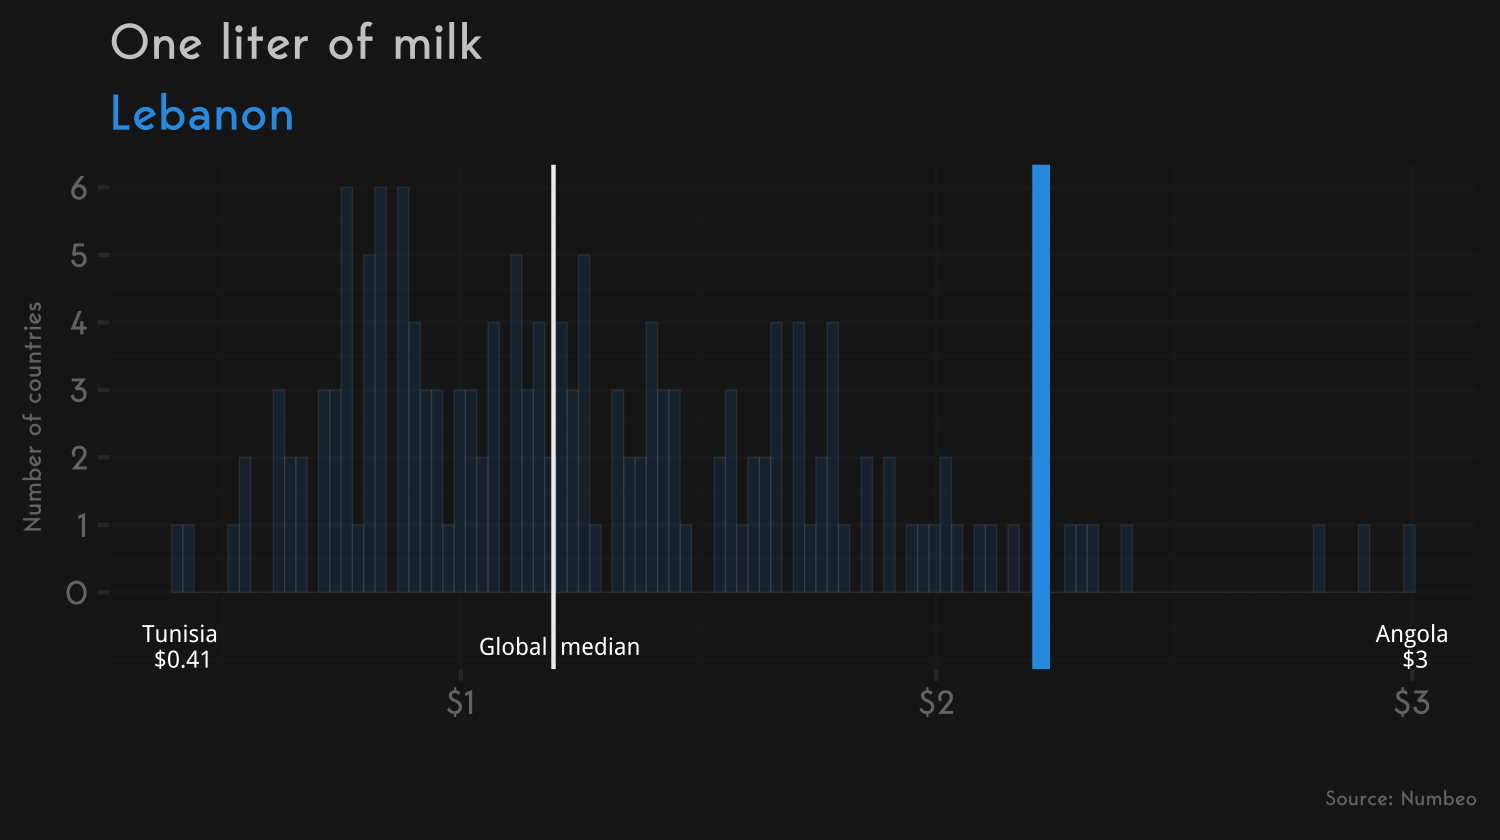 One liter of milk
Lebanon
Number of countries
6
5
4
3
2
1
0
Tunisia
$0.41
Global median
Angola
$3
$1 $2 $3
Source: Numbeo